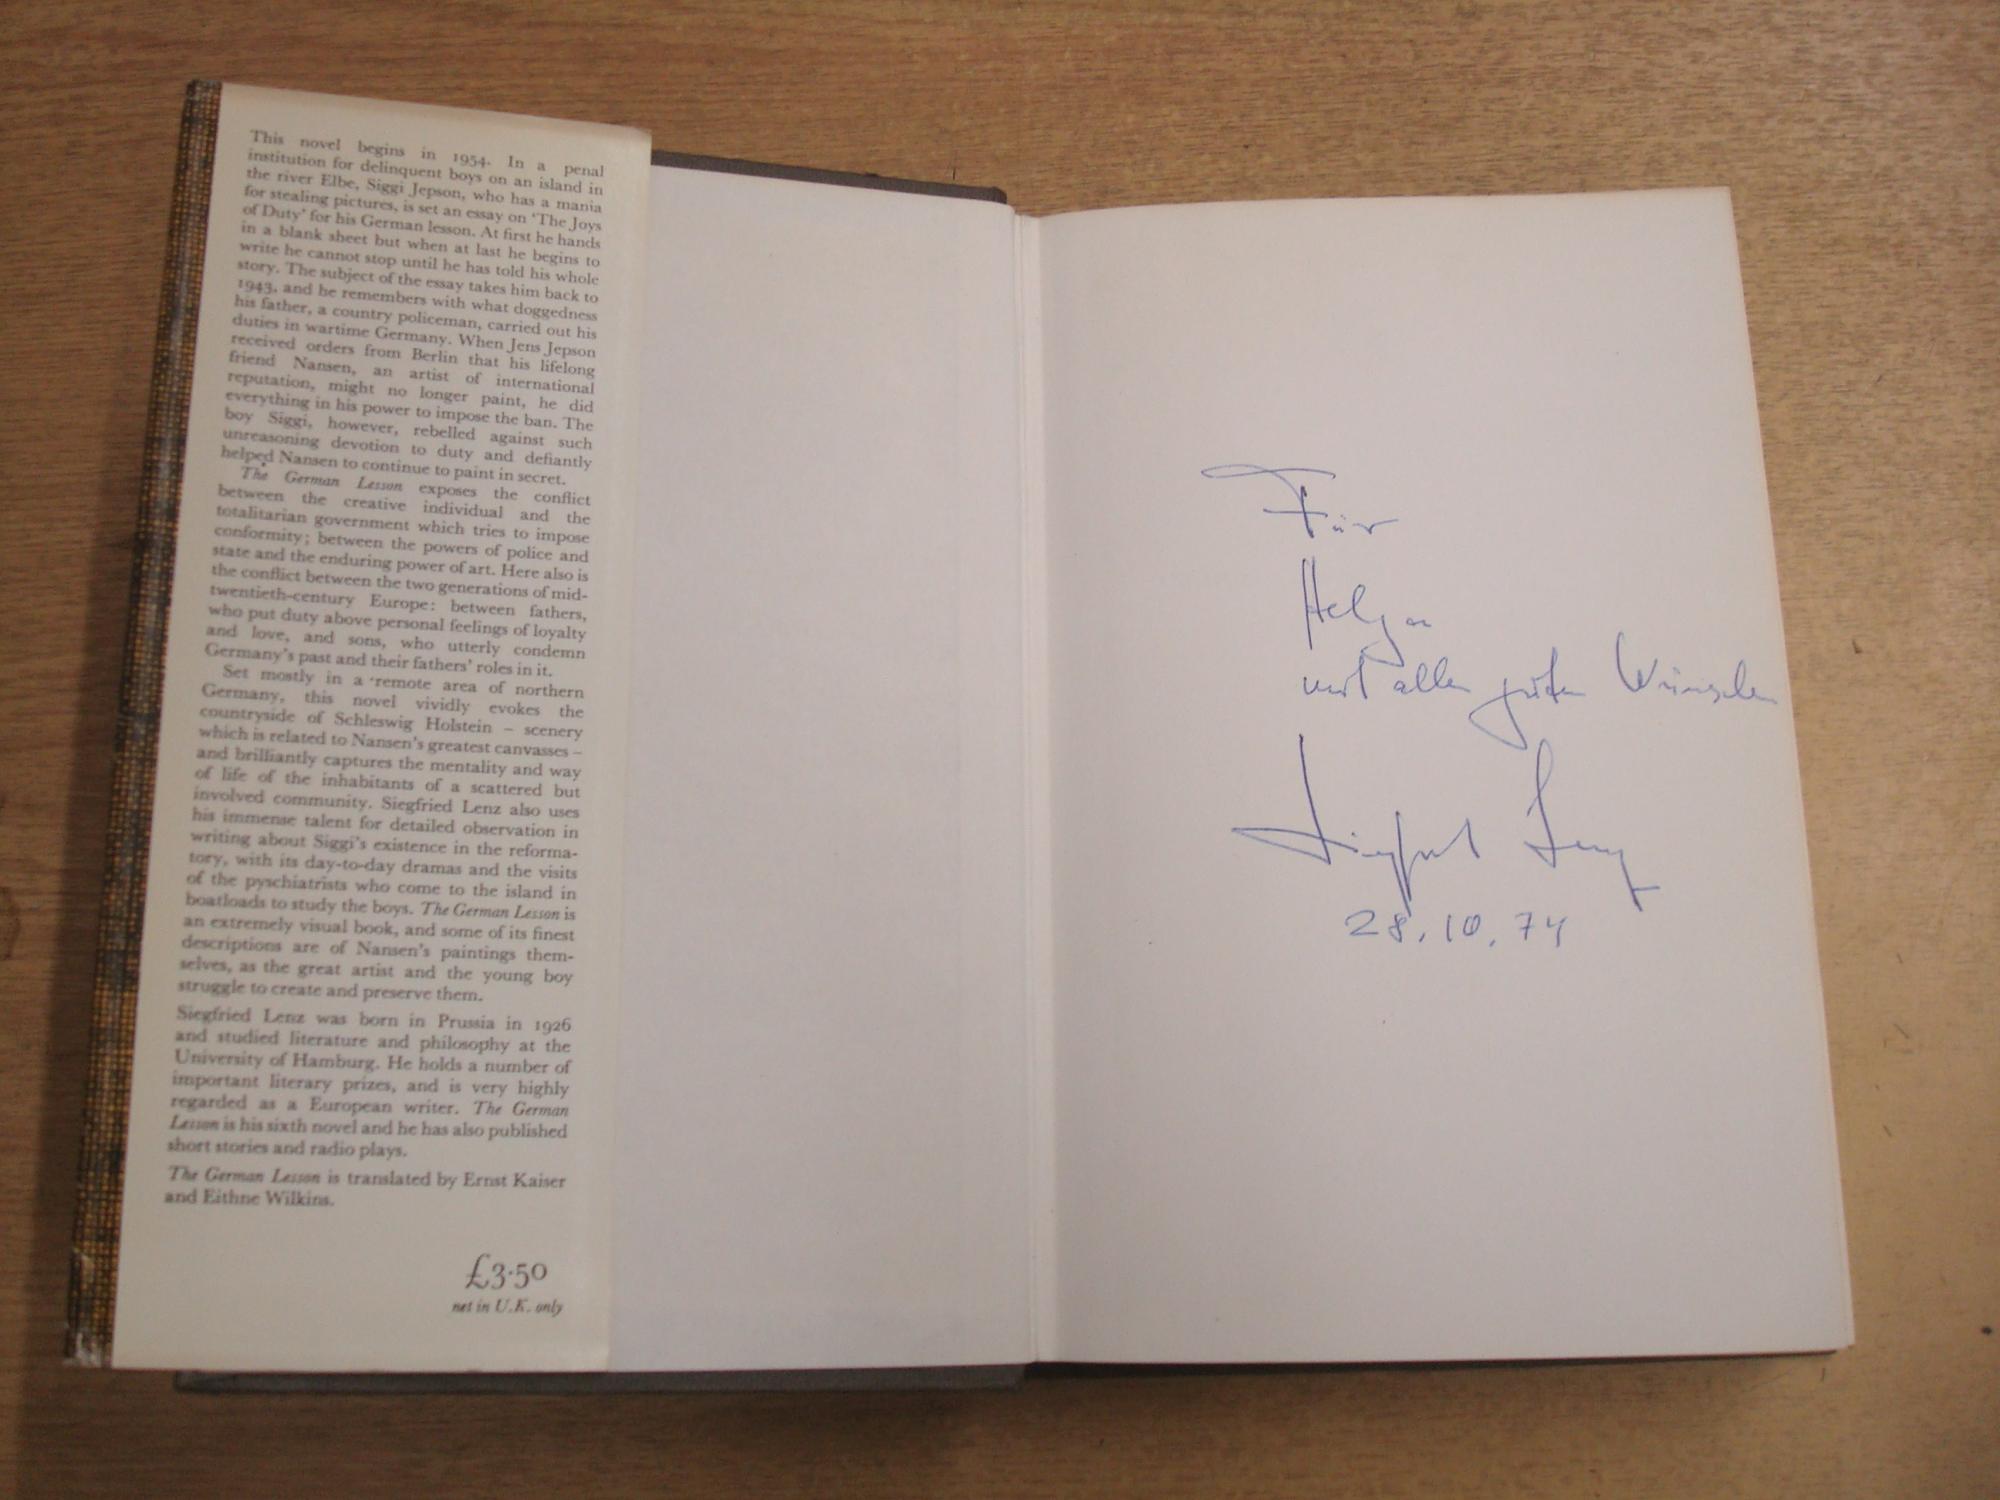 This novel begins in 1954. In a penal
institution for delinquent boys on an island in
the river Elbe, Siggi Jepson, who has a mania
for stealing pictures, is set an essay on ‘The Joys
of Duty’ for his German lesson. At first he hands
in a blank sheet but when at last he begins to
write he cannot stop until he has told his whole
story. The subject of the essay takes him back to
1943, and he remembers with what doggedness
his father, a country policeman, carried out his
duties in wartime Germany. When Jens Jepson
received orders from Berlin that his lifelong
friend Nansen, an artist of international
reputation, might no longer paint, he did
everything in his power to impose the ban. The
boy Siggi, however, rebelled against such
unreasoning devotion to duty and defiantly
helped Nansen to continue to paint in secret.
The German Lesson exposes the conflict
between the creative individual and the
totalitarian government which tries to impose
conformity; between the powers of police and
state and the enduring power of art. Here also is
the conflict between the two generations of mid-
twentieth-century Europe: between fathers,
who put duty above personal feelings of loyalty
and love, and sons, who utterly condemn
Germany’s past and their fathers’ roles in it.
Set mostly in a remote area of northern
Germany, this novel vividly evokes the
countryside of Schleswig Holstein – scenery
which is related to Nansen’s greatest canvasses –
and brilliantly captures the mentality and way
of life of the inhabitants of a scattered but
involved community. Siegfried Lenz also uses
his immense talent for detailed observation in
writing about Siggi’s existence in the reforma-
tory, with its day-to-day dramas and the visits
of the pyschiatrists who come to the island in
boatloads to study the boys. The German Lesson is
an extremely visual book, and some of its finest
descriptions are of Nansen’s paintings them-
selves, as the great artist and the young boy
struggle to create and preserve them.
Siegfried Lenz was born in Prussia in 1926
and studied literature and philosophy at the
University of Hamburg. He holds a number of
important literary prizes, and is very highly
regarded as a European writer. The German
Lesson is his sixth novel and he has also published
short stories and radio plays.
The German Lesson is translated by Ernst Kaiser
and Eithne Wilkins.
£3·50
net in U.K. only
Für
Helga
mit allen guten Wünschen
Siegfried Lenz
28.10.74